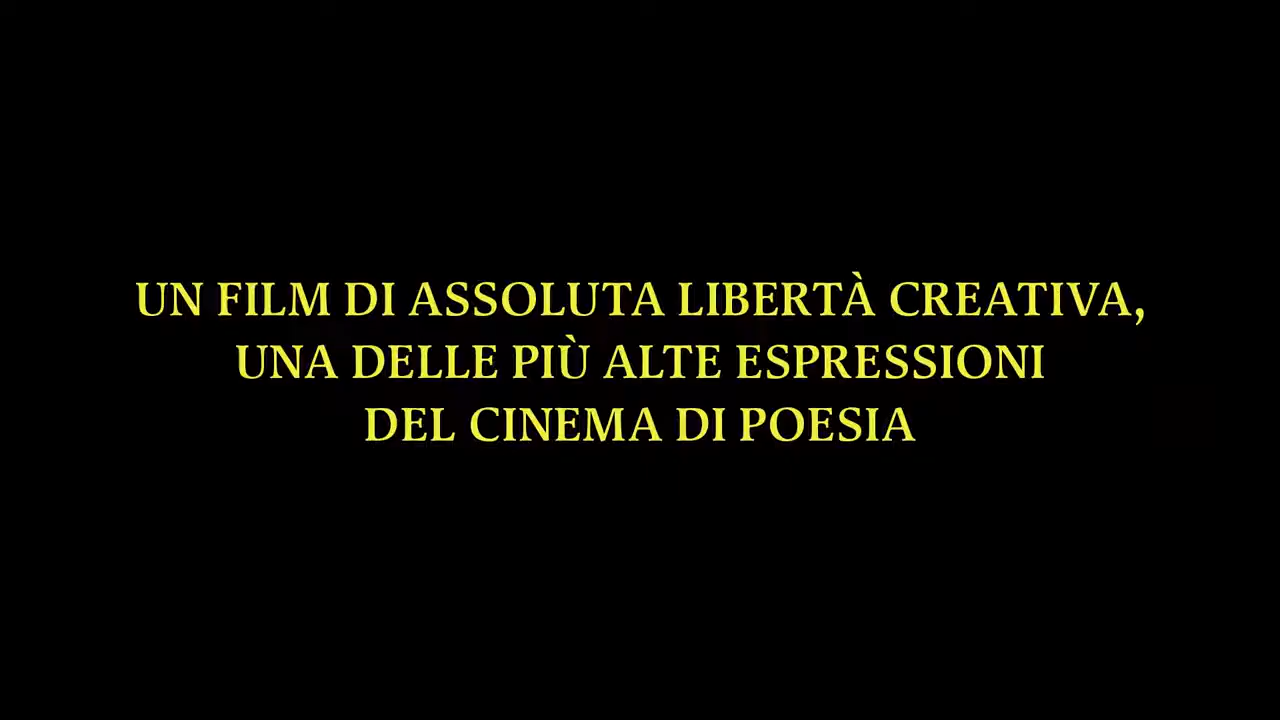 UN FILM DI ASSOLUTA LIBERTÀ CREATIVA,
UNA DELLE PIÙ ALTE ESPRESSIONI
DEL CINEMA DI POESIA